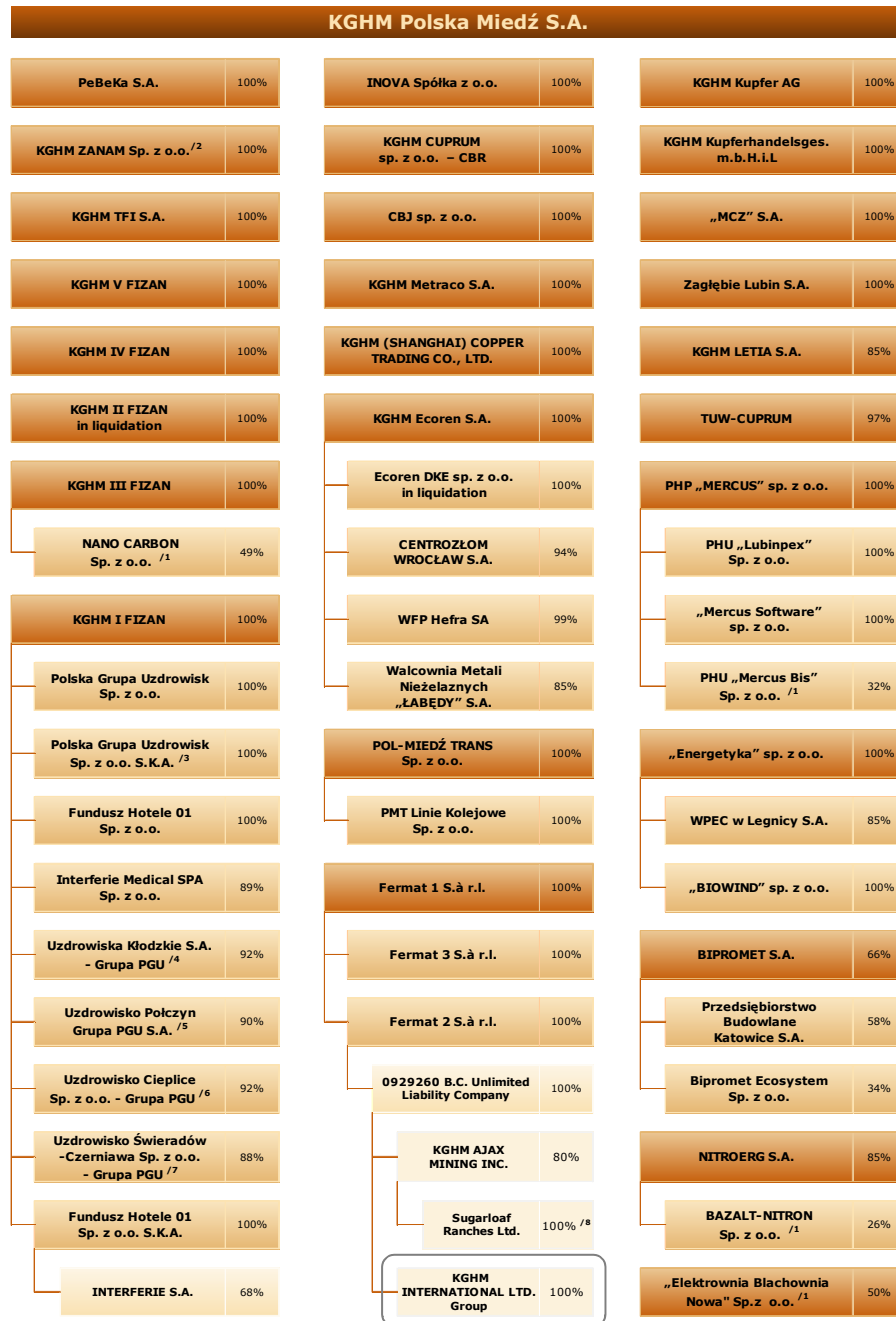 KGHM Polska Miedź S.A.
PeBeKa S.A. 100%
KGHM ZANAM Sp. z o.o./2 100%
KGHM TFI S.A. 100%
KGHM V FIZAN 100%
KGHM IV FIZAN 100%
KGHM II FIZAN
in liquidation 100%
KGHM III FIZAN 100%
NANO CARBON
Sp. z o.o. /1 49%
KGHM I FIZAN 100%
Polska Grupa Uzdrowisk
Sp. z o.o. 100%
Polska Grupa Uzdrowisk
Sp. z o.o. S.K.A. /3 100%
Fundusz Hotele 01
Sp. z o.o. 100%
Interferie Medical SPA
Sp. z o.o. 89%
Uzdrowiska Kłodzkie S.A.
- Grupa PGU /4 92%
Uzdrowisko Połczyn
Grupa PGU S.A. /5 90%
Uzdrowisko Cieplice
Sp. z o.o. - Grupa PGU /6 92%
Uzdrowisko Świeradów
-Czerniawa Sp. z o.o.
- Grupa PGU /7 88%
Fundusz Hotele 01
Sp. z o.o. S.K.A. 100%
INTERFERIE S.A. 68%
INOVA Spółka z o.o. 100%
KGHM CUPRUM
sp. z o.o. – CBR 100%
CBJ sp. z o.o. 100%
KGHM Metraco S.A. 100%
KGHM (SHANGHAI) COPPER
TRADING CO., LTD. 100%
KGHM Ecoren S.A. 100%
Ecoren DKE sp. z o.o.
in liquidation 100%
CENTROZŁOM
WROCŁAW S.A. 94%
WFP Hefra SA 99%
Walcownia Metali
Nieżelaznych
„ŁABĘDY” S.A. 85%
POL-MIEDŹ TRANS
Sp. z o.o. 100%
PMT Linie Kolejowe
Sp. z o.o. 100%
Fermat 1 S.à r.l. 100%
Fermat 3 S.à r.l. 100%
Fermat 2 S.à r.l. 100%
0929260 B.C. Unlimited
Liability Company 100%
KGHM AJAX
MINING INC. 80%
Sugarloaf
Ranches Ltd. 100% /8
KGHM
INTERNATIONAL LTD.
Group 100%
KGHM Kupfer AG 100%
KGHM Kupferhandelsges.
m.b.H.i.L 100%
„MCZ” S.A. 100%
Zagłębie Lubin S.A. 100%
KGHM LETIA S.A. 85%
TUW-CUPRUM 97%
PHP „MERCUS” sp. z o.o. 100%
PHU „Lubinpex”
Sp. z o.o. 100%
„Mercus Software”
sp. z o.o. 100%
PHU „Mercus Bis”
Sp. z o.o. /1 32%
„Energetyka” sp. z o.o. 100%
WPEC w Legnicy S.A. 85%
„BIOWIND” sp. z o.o. 100%
BIPROMET S.A. 66%
Przedsiębiorstwo
Budowlane
Katowice S.A. 58%
Bipromet Ecosystem
Sp. z o.o. 34%
NITROERG S.A. 85%
BAZALT-NITRON
Sp. z o.o. /1 26%
„Elektrownia Blachownia
Nowa" Sp.z o.o. /1 50%